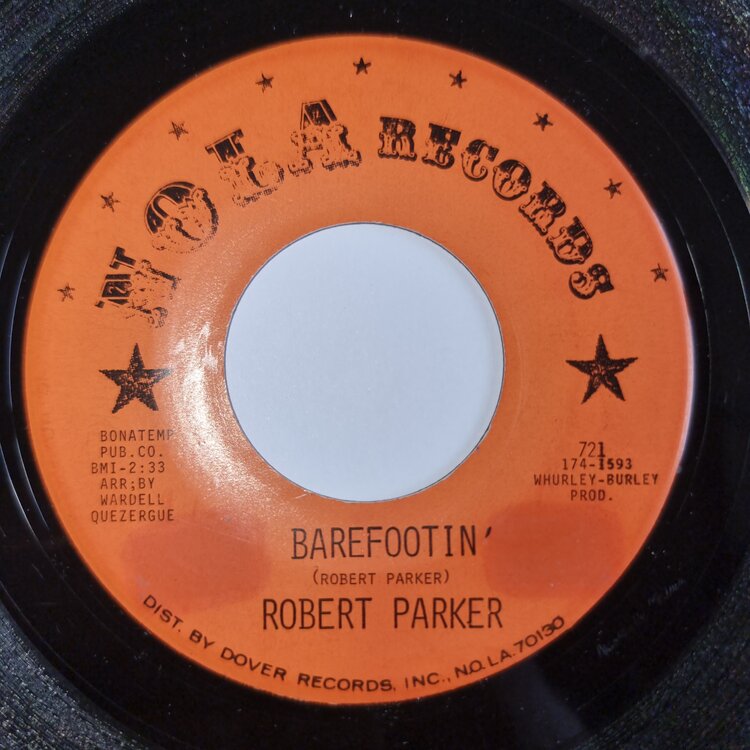 NOLA RECORDS
BONATEMP
PUB.CO.
BMI-2:33
ARR;BY
WARDELL
QUEZERGUE
721
174-1593
WHURLEY-BURLEY
PROD.
BAREFOOTIN'
(ROBERT PARKER)
ROBERT PARKER
DIST. BY DOVER RECORDS, INC., N.O. LA. 70130